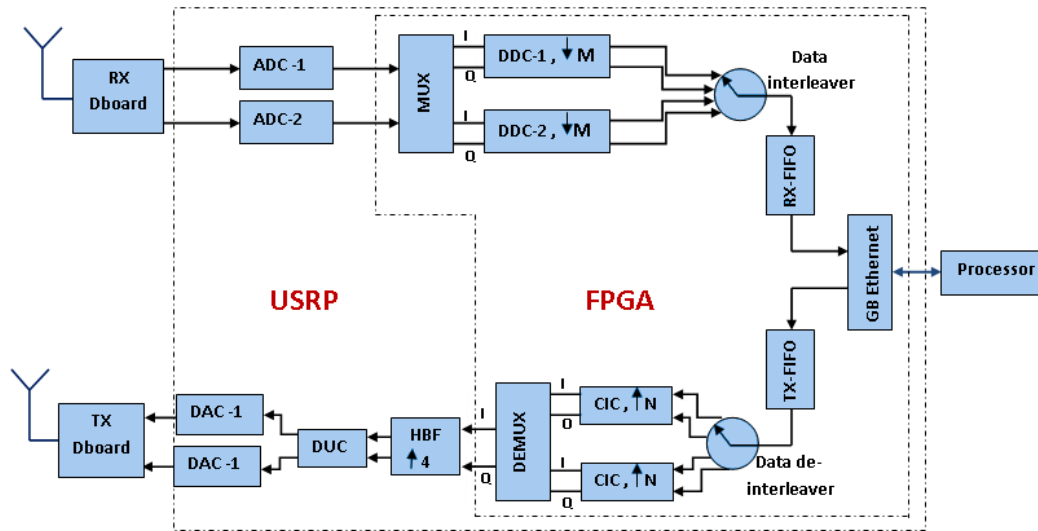 RX
Dboard
ADC -1
ADC-2
MUX
I
Q
I
Q
DDC-1 , ↓ M
DDC-2 , ↓ M
Data
interleaver
RX-FIFO
GB Ethernet
Processor
USRP
FPGA
TX-FIFO
TX
Dboard
DAC -1
DAC -1
DUC
HBF
↑ 4
I
Q
DEMUX
I
Q
I
Q
CIC , ↑ N
CIC , ↑ N
Data de-
interleaver